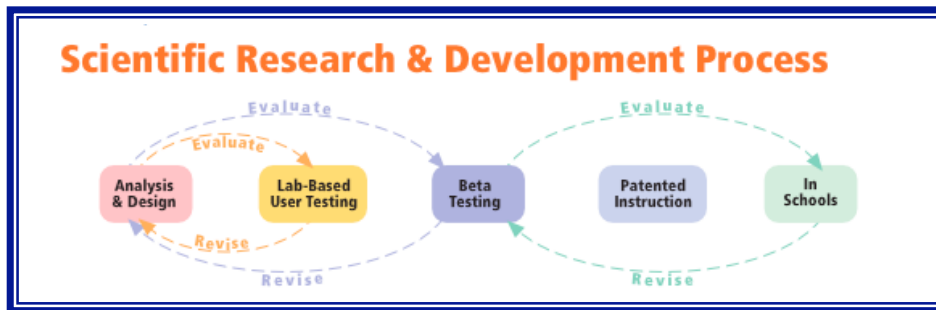 Scientific Research & Development Process
Evaluate
Evaluate
Evaluate
Analysis
& Design
Lab-Based
User Testing
Beta
Testing
Patented
Instruction
In
Schools
Revise
Revise
Revise